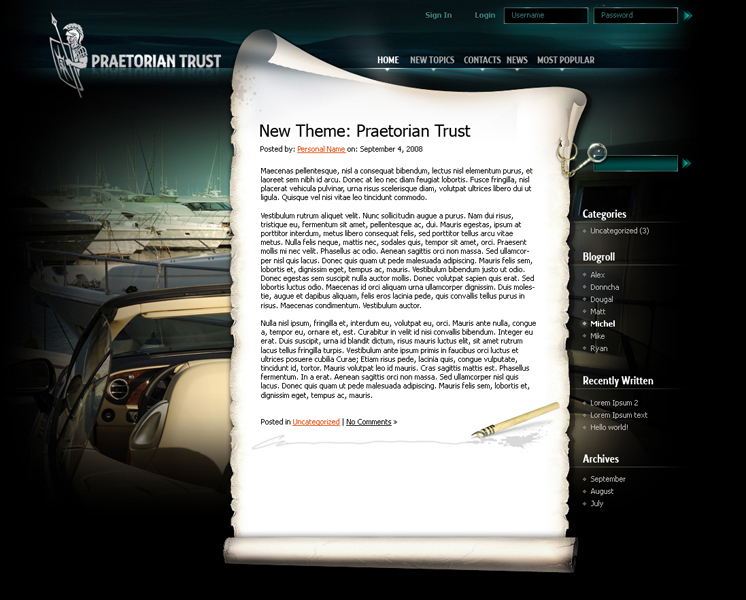 Sign In Login Username Password
PRAETORIAN TRUST
HOME NEW TOPICS CONTACTS NEWS MOST POPULAR
New Theme: Praetorian Trust
Posted by: Personal Name on: September 4, 2008
Maecenas pellentesque, nisl a consequat bibendum, lectus nisl elementum purus, et
laoreet sem nibh id arcu. Donec at leo nec diam feugiat lobortis. Fusce fringilla, nisl
placerat vehicula pulvinar, urna risus scelerisque diam, volutpat ultrices libero dui ut
ligula. Quisque vel nisi vitae leo tincidunt commodo.
Vestibulum rutrum aliquet velit. Nunc sollicitudin augue a purus. Nam dui risus,
tristique eu, fermentum sit amet, pellentesque ac, dui. Mauris egestas, ipsum at
porttitor interdum, metus libero consequat felis, sed porttitor tellus arcu vitae
metus. Nulla felis neque, mattis nec, sodales quis, tempor sit amet, orci. Praesent
mollis mi nec velit. Phasellus ac odio. Aenean sagittis orci non massa. Sed ullamcor-
per nisl quis lacus. Donec quis quam ut pede malesuada adipiscing. Mauris felis sem,
lobortis et, dignissim eget, tempus ac, mauris. Vestibulum bibendum justo ut odio.
Donec egestas sem suscipit nulla auctor mollis. Donec volutpat sapien quis erat. Sed
lobortis luctus odio. Maecenas id orci aliquam urna ullamcorper dignissim. Duis moles-
tie, augue et dapibus aliquam, felis eros lacinia pede, quis convallis tellus purus in
risus. Maecenas condimentum. Vestibulum auctor.
Nulla nisl ipsum, fringilla et, interdum eu, volutpat eu, orci. Mauris ante nulla, congue
a, tempor eu, ornare et, est. Curabitur in velit id nisi convallis bibendum. Integer eu
erat. Duis suscipit, urna id blandit dictum, risus mauris luctus elit, sit amet rutrum
lacus tellus fringilla turpis. Vestibulum ante ipsum primis in faucibus orci luctus et
ultrices posuere cubilia Curae; Etiam risus pede, lacinia quis, congue vulputate,
tincidunt id, tortor. Mauris volutpat leo id mauris. Cras sagittis mattis est. Phasellus
fermentum. In a erat. Aenean sagittis orci non massa. Sed ullamcorper nisl quis
lacus. Donec quis quam ut pede malesuada adipiscing. Mauris felis sem, lobortis et,
dignissim eget, tempus ac, mauris.
Posted in Uncategorized | No Comments »
Categories
Uncategorized (3)
Blogroll
Alex
Donncha
Dougal
Matt
Michel
Mike
Ryan
Recently Written
Lorem Ipsum 2
Lorem Ipsum text
Hello world!
Archives
September
August
July